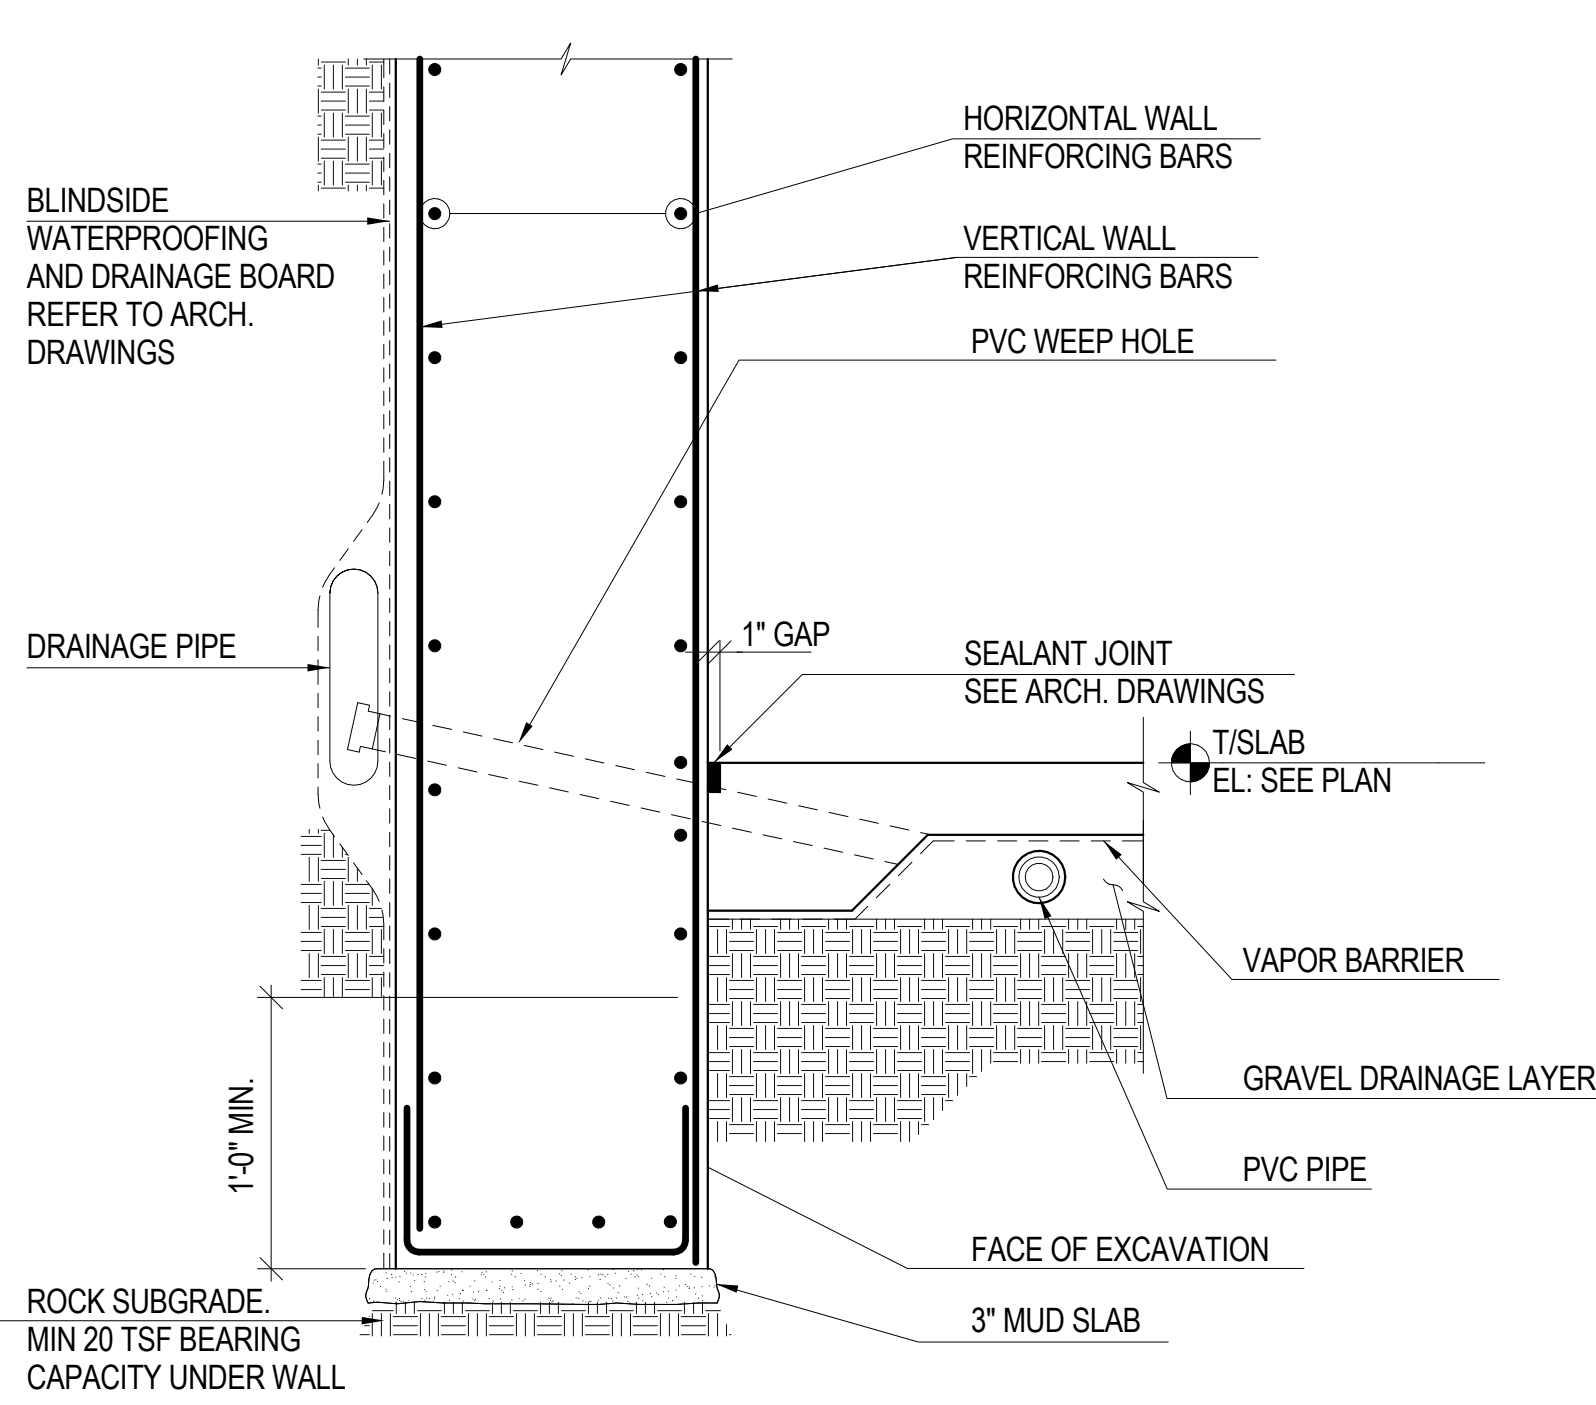 HORIZONTAL WALL
REINFORCING BARS
BLINDSIDE
WATERPROOFING
AND DRAINAGE BOARD
REFER TO ARCH.
DRAWINGS
VERTICAL WALL
REINFORCING BARS
PVC WEEP HOLE
1" GAP
DRAINAGE PIPE
SEALANT JOINT
SEE ARCH. DRAWINGS
T/SLAB
EL: SEE PLAN
VAPOR BARRIER
GRAVEL DRAINAGE LAYER
1'-0" MIN.
PVC PIPE
FACE OF EXCAVATION
3" MUD SLAB
ROCK SUBGRADE.
MIN 20 TSF BEARING
CAPACITY UNDER WALL